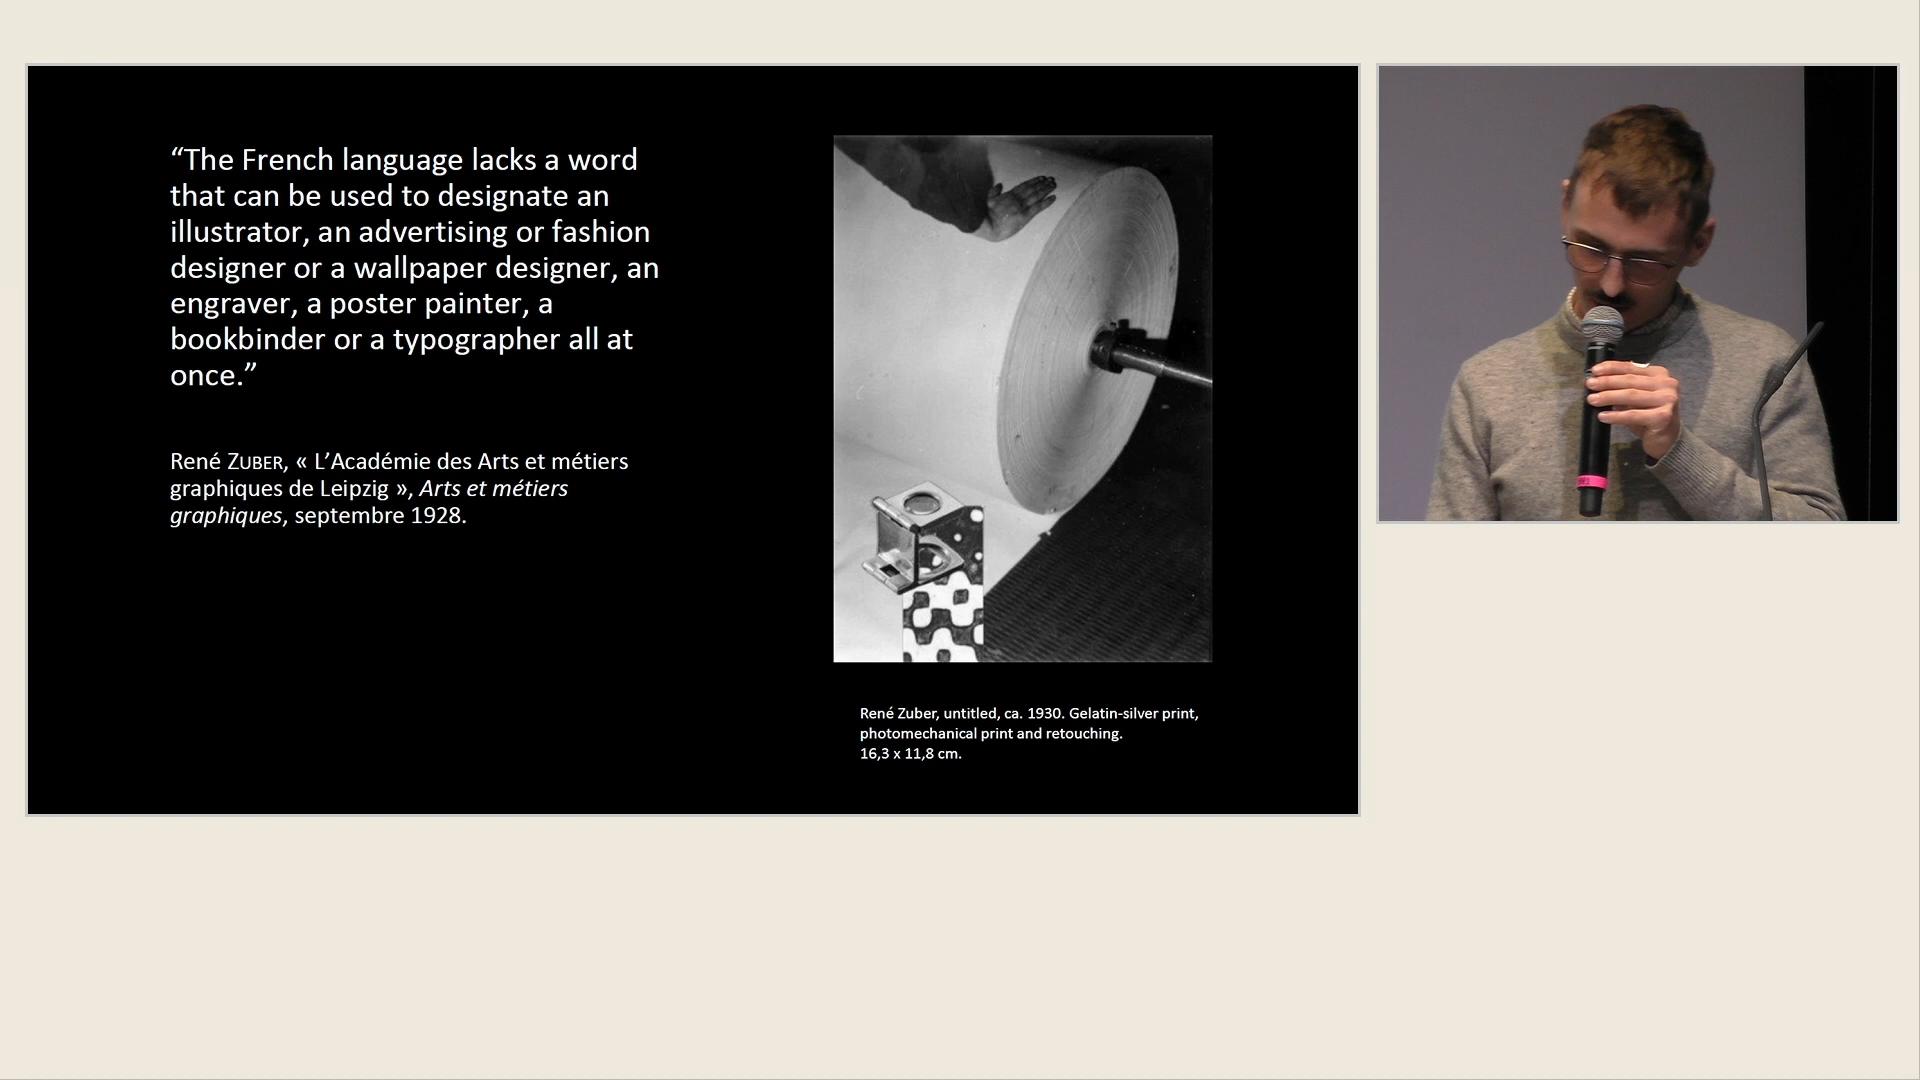 “The French language lacks a word
that can be used to designate an
illustrator, an advertising or fashion
designer or a wallpaper designer, an
engraver, a poster painter, a
bookbinder or a typographer all at
once.”
René ZUBER, « L’Académie des Arts et métiers
graphiques de Leipzig », Arts et métiers
graphiques, septembre 1928.
René Zuber, untitled, ca. 1930. Gelatin-silver print,
photomechanical print and retouching.
16,3 x 11,8 cm.